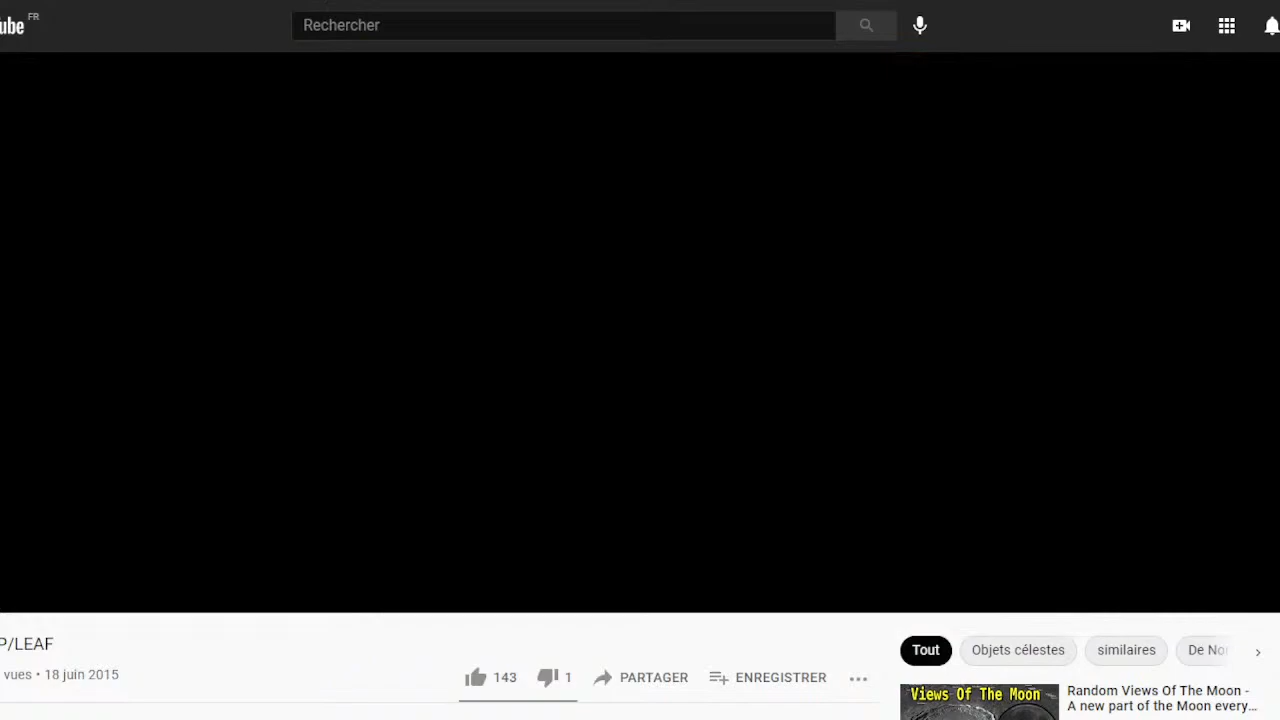 ube FR
Rechercher
P/LEAF
vues • 18 juin 2015
143
1
PARTAGER
ENREGISTRER
Tout
Objets célestes
similaires
De Nor
Views Of The Moon
Random Views Of The Moon -
A new part of the Moon every...